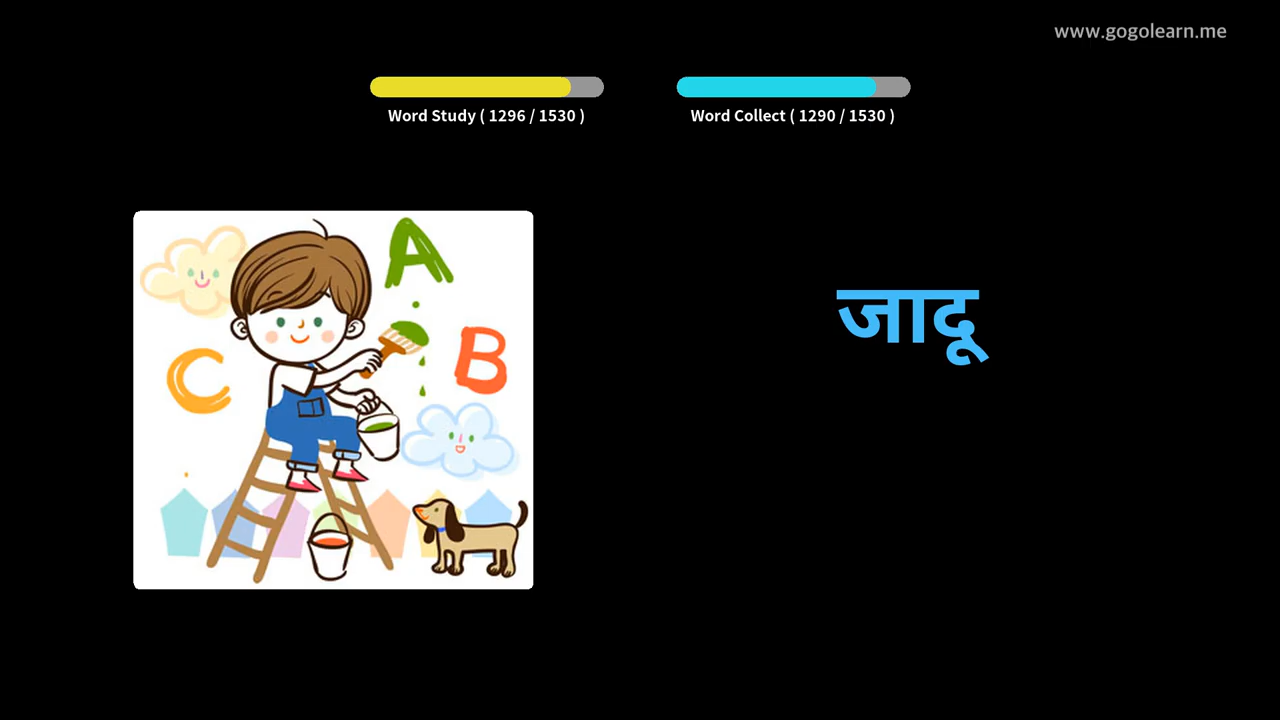 www.gogolearn.me
Word Study ( 1296 / 1530 )
Word Collect ( 1290 / 1530 )
A
B
C
जादू